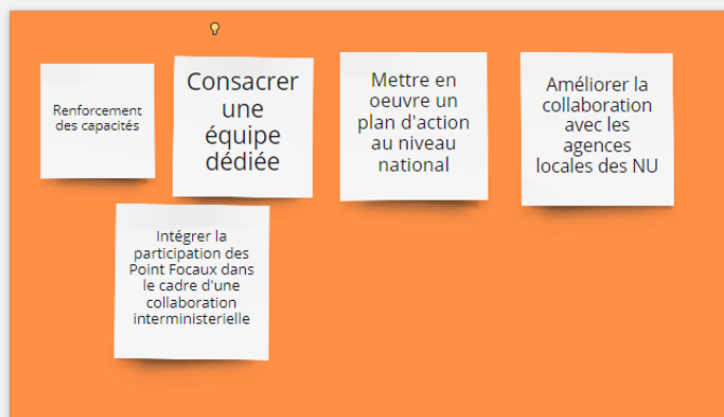 Renforcement
des capacités
Consacrer
une
équipe
dédiée
Mettre en
oeuvre un
plan d'action
au niveau
national
Améliorer la
collaboration
avec les
agences
locales des NU
Intégrer la
participation des
Point Focaux dans
le cadre d'une
collaboration
interministerielle